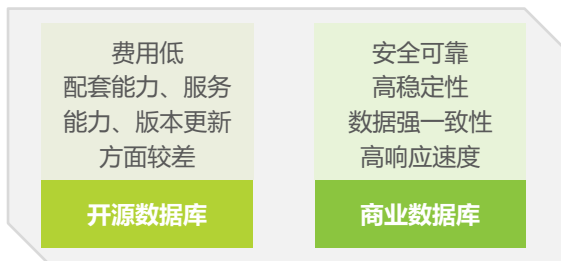 费用低
配套能力、服务
能力、版本更新
方面较差
开源数据库
安全可靠
高稳定性
数据强一致性
高响应速度
商业数据库